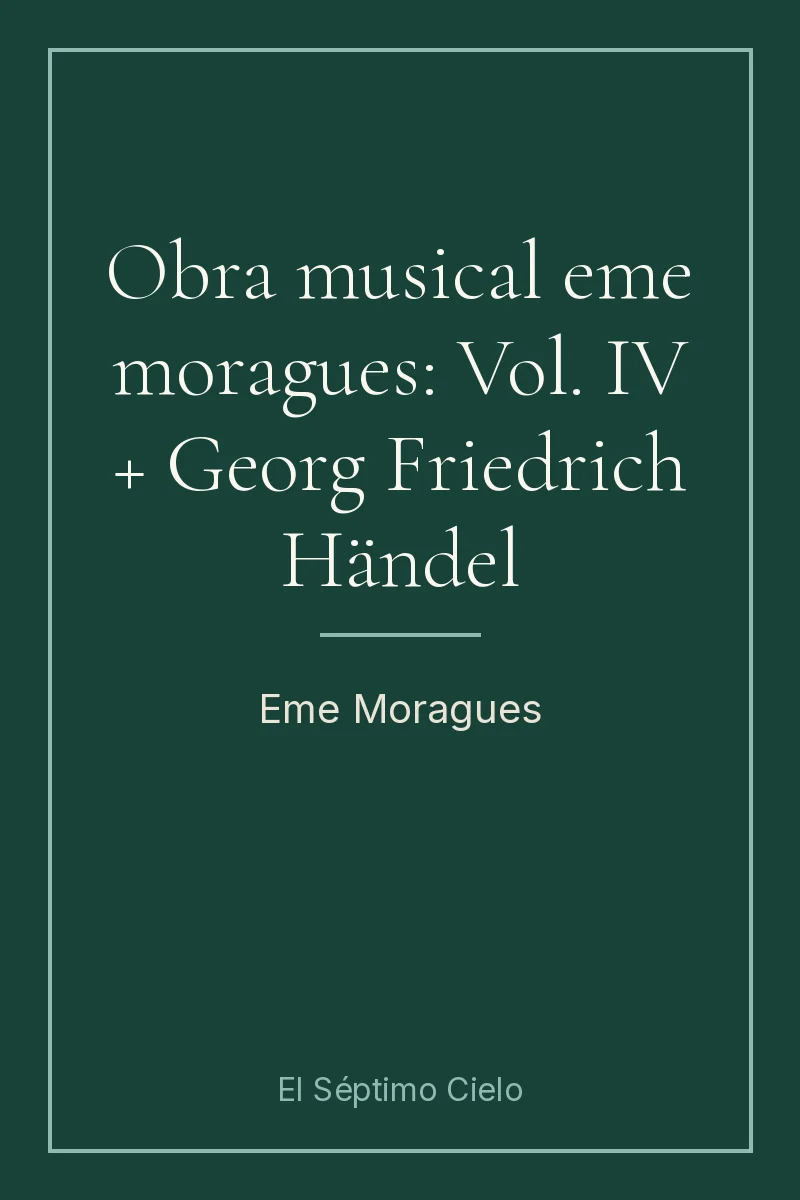 Obra musical eme
moragues: Vol. IV
+ Georg Friedrich
Händel
Eme Moragues
El Séptimo Cielo